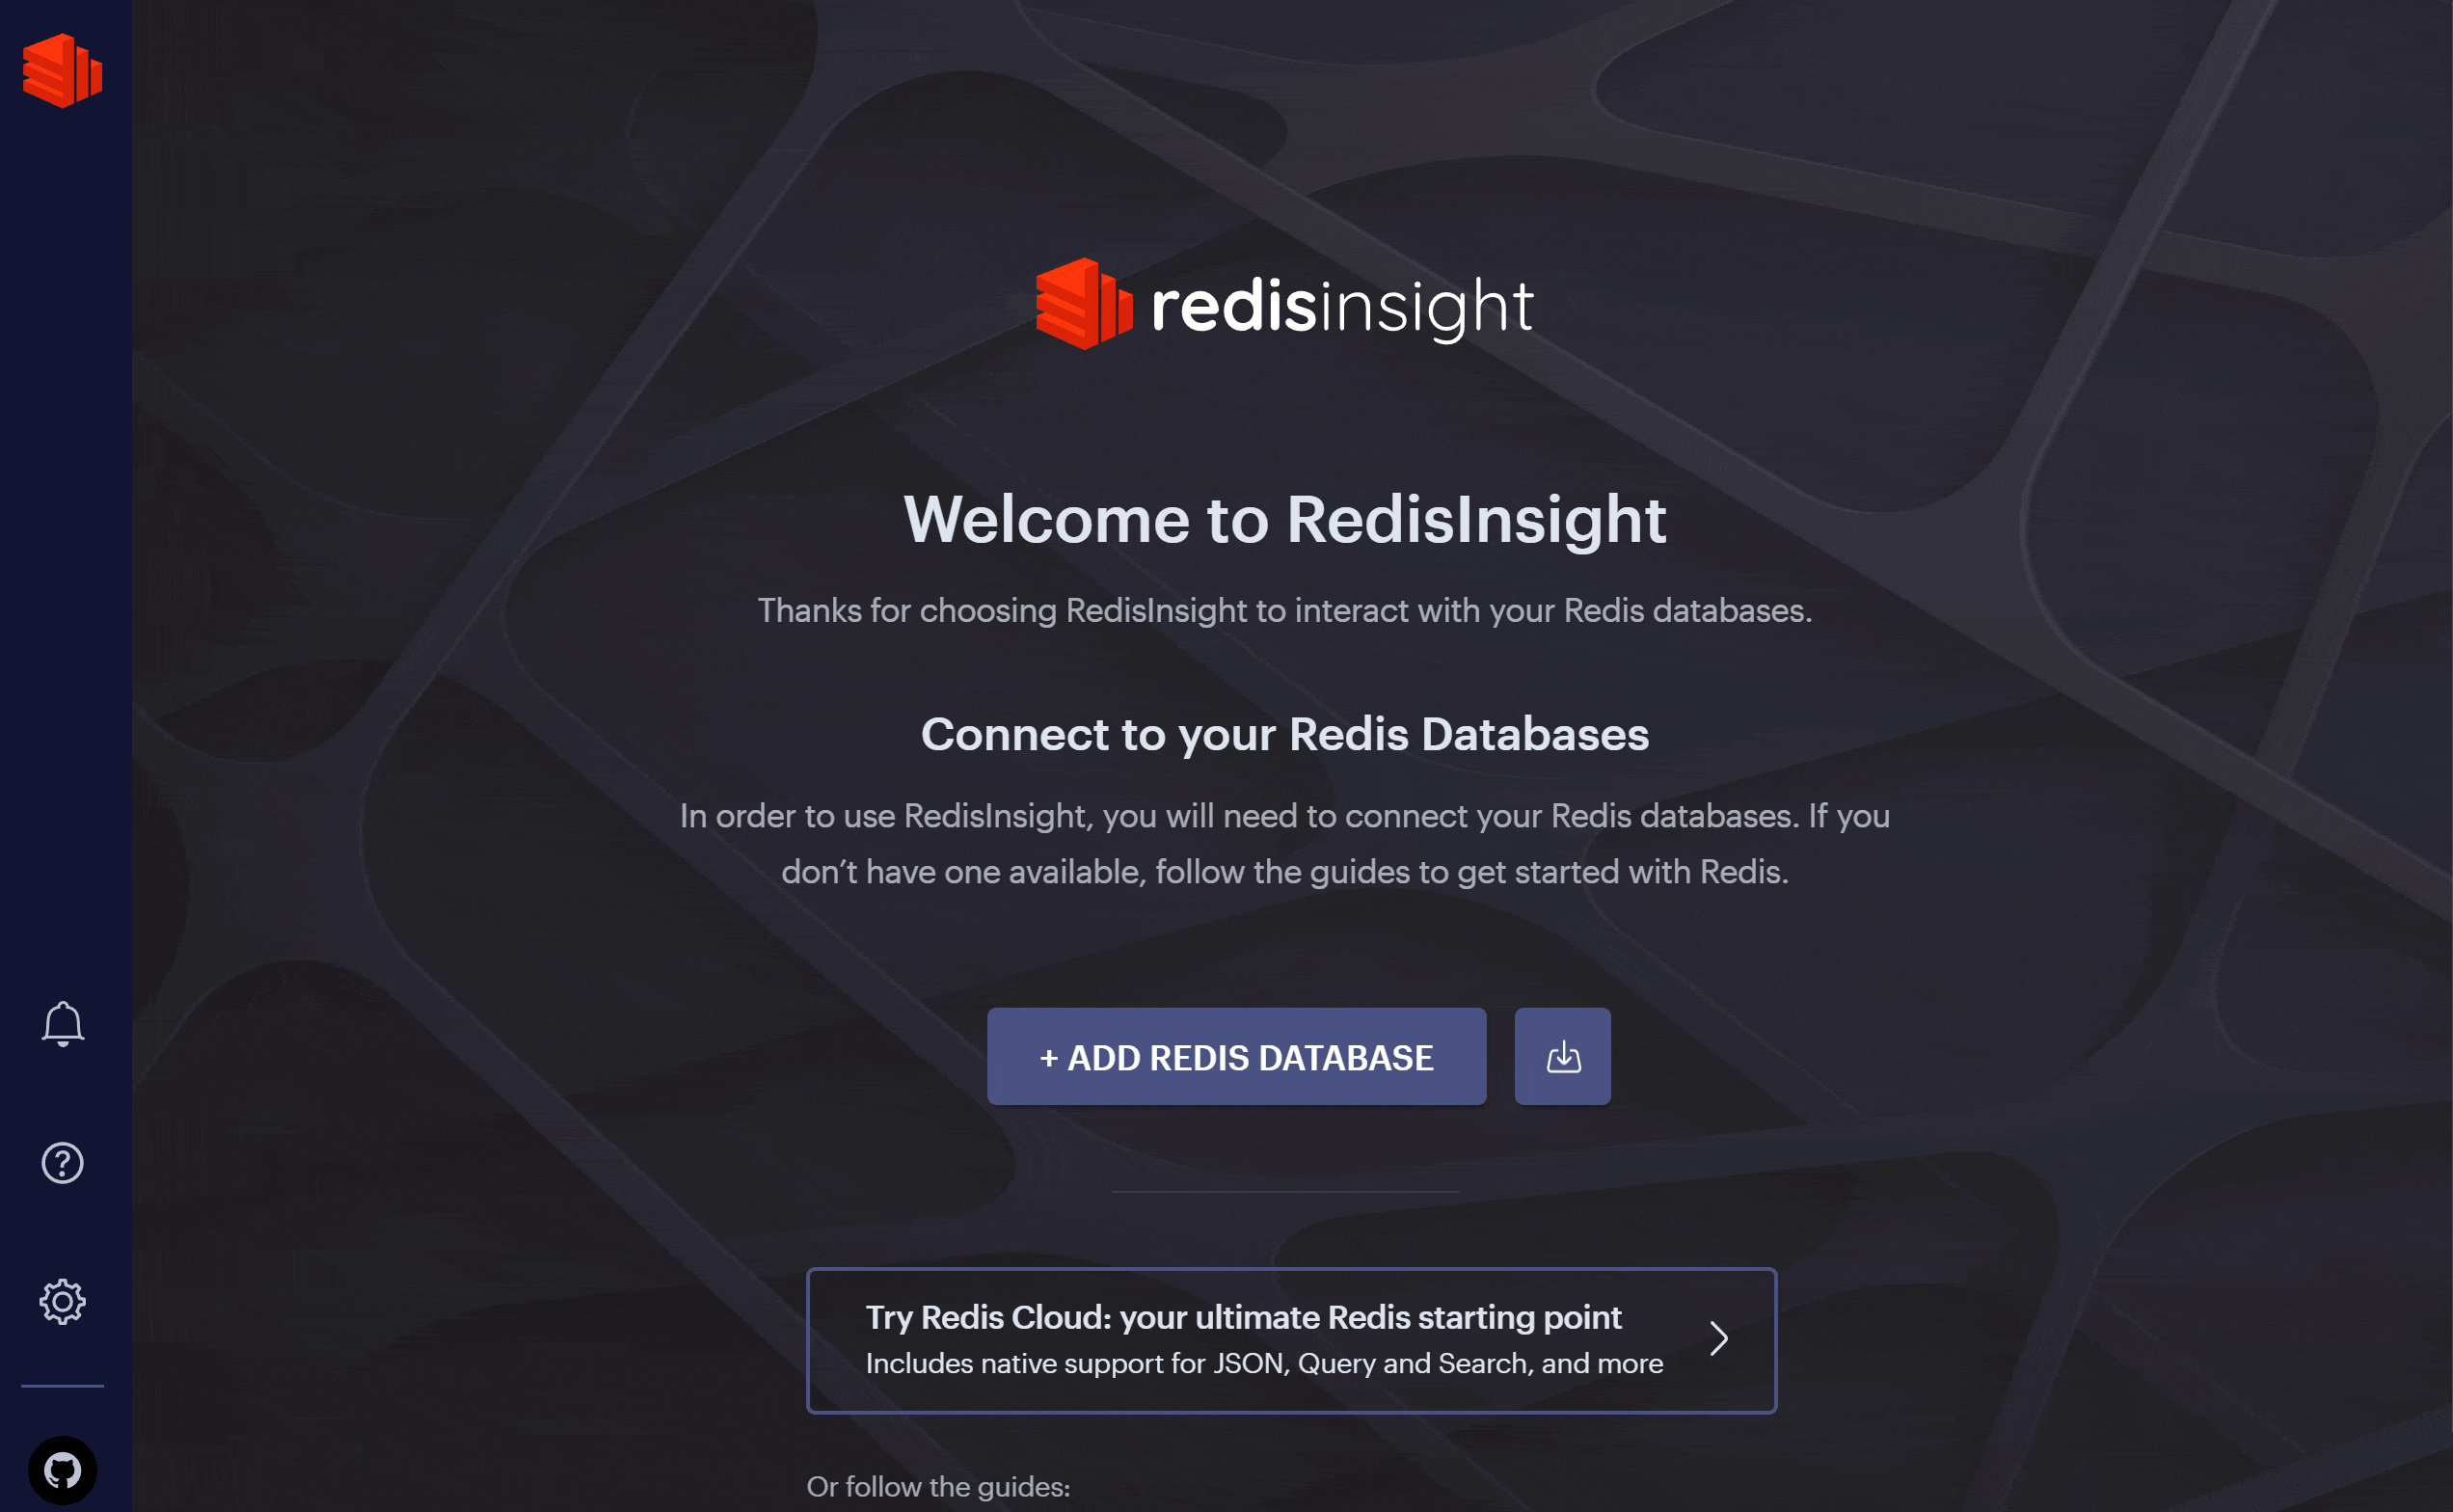 redisinsight
Welcome to RedisInsight
Thanks for choosing RedisInsight to interact with your Redis databases.
Connect to your Redis Databases
In order to use RedisInsight, you will need to connect your Redis databases. If you
don’t have one available, follow the guides to get started with Redis.
+ ADD REDIS DATABASE
Try Redis Cloud: your ultimate Redis starting point
Includes native support for JSON, Query and Search, and more
Or follow the guides: